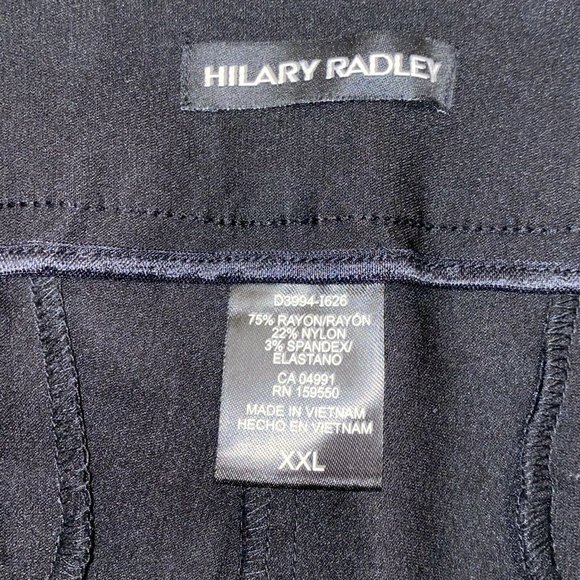 HILARY RADLEY
D3994-I626
75% RAYON/RAYÓN
22% NYLON
3% SPANDEX/
ELASTANO
CA 04991
RN 159550
MADE IN VIETNAM
HECHO EN VIETNAM
XXL